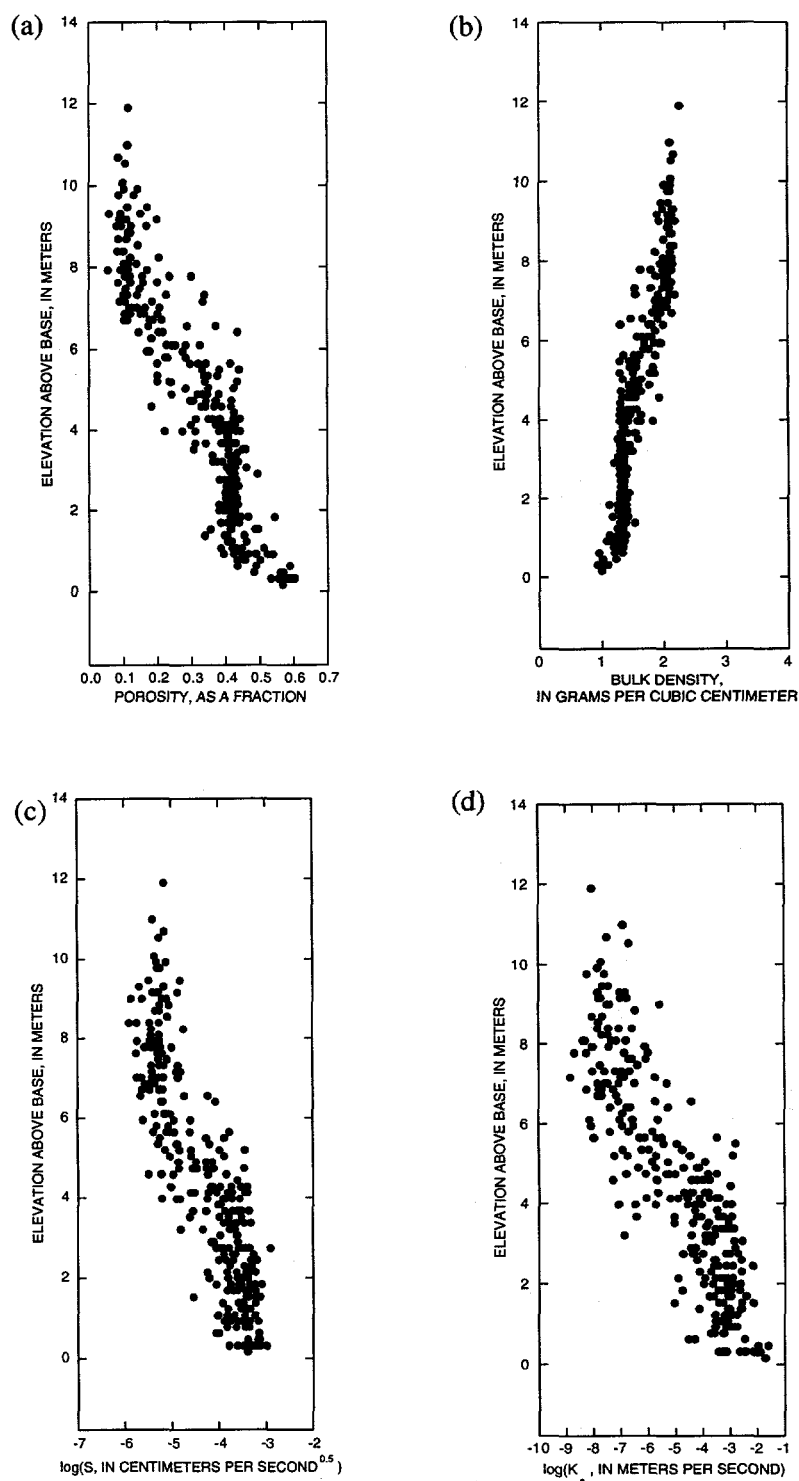 (a)
14
12
10
8
6
4
2
0
ELEVATION ABOVE BASE, IN METERS
0.0 0.1 0.2 0.3 0.4 0.5 0.6 0.7
POROSITY, AS A FRACTION
(b)
14
12
10
8
6
4
2
0
ELEVATION ABOVE BASE, IN METERS
0 1 2 3 4
BULK DENSITY,
IN GRAMS PER CUBIC CENTIMETER
(c)
14
12
10
8
6
4
2
0
ELEVATION ABOVE BASE, IN METERS
-7 -6 -5 -4 -3 -2
log(S, IN CENTIMETERS PER SECOND0.5 )
(d)
14
12
10
8
6
4
2
0
ELEVATION ABOVE BASE, IN METERS
-10 -9 -8 -7 -6 -5 -4 -3 -2 -1
log(K , IN METERS PER SECOND)